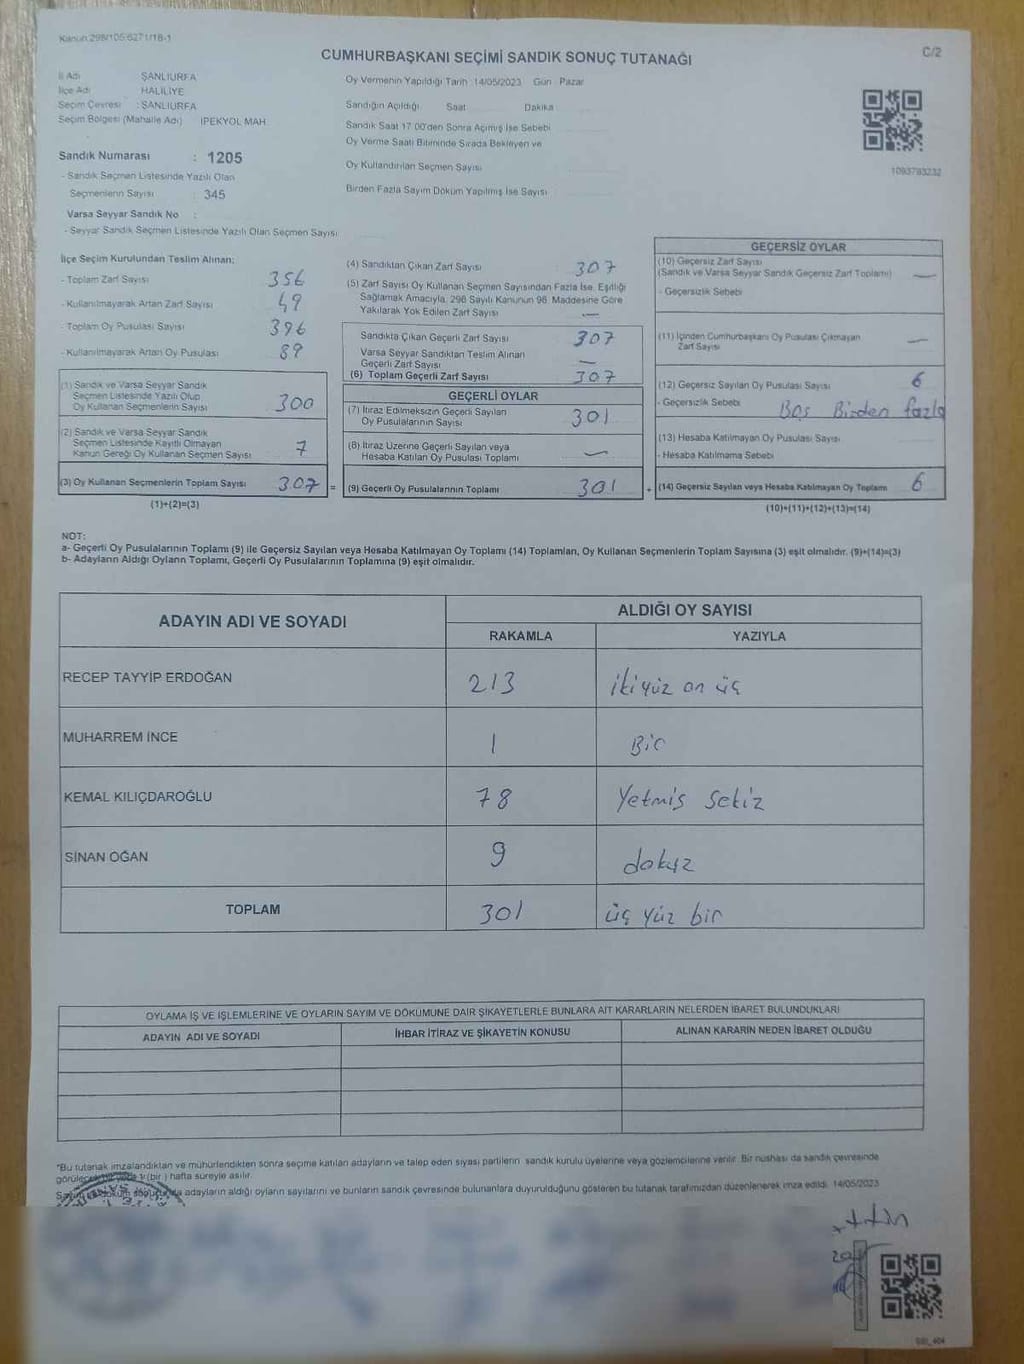 Kanun 298/105.6271/18-1
C/2
CUMHURBAŞKANI SEÇİMİ SANDIK SONUÇ TUTANAĞI
İl Adı ŞANLIURFA
İlçe Adı HALİLİYE
Seçim Çevresi : ŞANLIURFA
Seçim Bölgesi (Mahalle Adı) İPEKYOL MAH.
Sandık Numarası : 1205
- Sandık Seçmen Listesinde Yazılı Olan
Seçmenlerin Sayısı : 345
Varsa Seyyar Sandık No :
- Seyyar Sandık Seçmen Listesinde Yazılı Olan Seçmen Sayısı
Oy Vermenin Yapıldığı Tarih :14/05/2023 Gün : Pazar
Sandığın Açıldığı Saat Dakika
Sandık Saat 17.00'den Sonra Açımış İse Sebebi
Oy Verme Saati Bitiminde Sırada Bekleyen ve
Oy Kullandırılan Seçmen Sayısı
Birden Fazla Sayım Döküm Yapılmış İse Sayısı
1093783232
İlçe Seçim Kurulundan Teslim Alınan;
- Toplam Zarf Sayısı 356
- Kullanılmayarak Artan Zarf Sayısı 49
- Toplam Oy Pusulası Sayısı 396
- Kullanılmayarak Artan Oy Pusulası 89
(1) Sandık ve Varsa Seyyar Sandık
Seçmen Listesinde Yazılı Olup
Oy Kullanan Seçmenlerin Sayısı 300
(2) Sandık ve Varsa Seyyar Sandık
Seçmen Listesinde Kayıtlı Olmayan
Kanun Gereği Oy Kullanan Seçmen Sayısı 7
(3) Oy Kullanan Seçmenlerin Toplam Sayısı 307 =
(1)+(2)=(3)
(4) Sandıktan Çıkan Zarf Sayısı 307
(5) Zarf Sayısı Oy Kullanan Seçmen Sayısından Fazla İse, Eşitliği
Sağlamak Amacıyla, 298 Sayılı Kanunun 98. Maddesine Göre
Yakılarak Yok Edilen Zarf Sayısı —
Sandıkta Çıkan Geçerli Zarf Sayısı 307
Varsa Seyyar Sandıktan Teslim Alınan
Geçerli Zarf Sayısı —
(6) Toplam Geçerli Zarf Sayısı 307
GEÇERLİ OYLAR
(7) İtiraz Edilmeksizin Geçerli Sayılan
Oy Pusulalarının Sayısı 301
(8) İtiraz Üzerine Geçerli Sayılan veya
Hesaba Katılan Oy Pusulası Toplamı —
(9) Geçerli Oy Pusulalarının Toplamı 301 +
GEÇERSİZ OYLAR
(10) Geçersiz Zarf Sayısı
(Sandık ve Varsa Seyyar Sandık Geçersiz Zarf Toplamı) —
- Geçersizlik Sebebi
(11) İçinden Cumhurbaşkanı Oy Pusulası Çıkmayan
Zarf Sayısı —
(12) Geçersiz Sayılan Oy Pusulası Sayısı 6
- Geçersizlik Sebebi Boş Birden fazla
(13) Hesaba Katılmayan Oy Pusulası Sayısı
- Hesaba Katılmama Sebebi
(14) Geçersiz Sayılan veya Hesaba Katılmayan Oy Toplamı 6
(10)+(11)+(12)+(13)=(14)
NOT:
a- Geçerli Oy Pusulalarının Toplamı (9) ile Geçersiz Sayılan veya Hesaba Katılmayan Oy Toplamı (14) Toplamları, Oy Kullanan Seçmenlerin Toplam Sayısına (3) eşit olmalıdır. (9)+(14)=(3)
b- Adayların Aldığı Oyların Toplamı, Geçerli Oy Pusulalarının Toplamına (9) eşit olmalıdır.
ADAYIN ADI VE SOYADI
ALDIĞI OY SAYISI
RAKAMLA YAZIYLA
RECEP TAYYİP ERDOĞAN 213 iki yüz on üç
MUHARREM İNCE 1 Bir
KEMAL KILIÇDAROĞLU 78 Yetmiş Sekiz
SİNAN OĞAN 9 dokuz
TOPLAM 301 üç yüz bir
OYLAMA İŞ VE İŞLEMLERİNE VE OYLARIN SAYIM VE DÖKÜMÜNE DAİR ŞİKAYETLERLE BUNLARA AİT KARARLARIN NELERDEN İBARET BULUNDUKLARI
ADAYIN ADI VE SOYADI İHBAR İTİRAZ VE ŞİKAYETİN KONUSU ALINAN KARARIN NEDEN İBARET OLDUĞU
*Bu tutanak imzalandıktan ve mühürlendikten sonra seçime katılan adayların ve talep eden siyasi partilerin sandık kurulu üyelerine veya gözlemcilerine verilir. Bir nüshası da sandık çevresinde
1 (bir) hafta süreyle asılır.
adayların aldığı oyların sayılarını ve bunların sandık çevresinde bulunanlara duyurulduğunu gösteren bu tutanak tarafımızdan düzenlenerek imza edildi. 14/05/2023